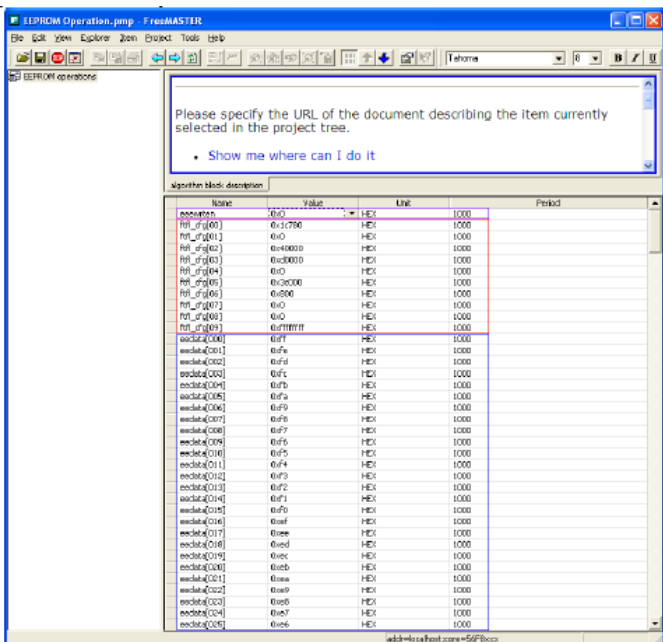 EEPROM Operation.pmp - FreeMASTER
File Edit View Explorer Item Project Tools Help
Tahoma 8 B I U
EEPROM operations
Please specify the URL of the document describing the item currently
selected in the project tree.
• Show me where can I do it
algorithm block description
Name Value Unit Period
0x0 HEX 1000
ftfl_cfg[00] 0x1c780 HEX 1000
ftfl_cfg[01] 0x0 HEX 1000
ftfl_cfg[02] 0x40000 HEX 1000
ftfl_cfg[03] 0xd0000 HEX 1000
ftfl_cfg[04] 0x0 HEX 1000
ftfl_cfg[05] 0x3e000 HEX 1000
ftfl_cfg[06] 0x800 HEX 1000
ftfl_cfg[07] 0x0 HEX 1000
ftfl_cfg[08] 0x0 HEX 1000
ftfl_cfg[09] 0xffffffff HEX 1000
eedata[000] 0xff HEX 1000
eedata[001] 0xfe HEX 1000
eedata[002] 0xfd HEX 1000
eedata[003] 0xfc HEX 1000
eedata[004] 0xfb HEX 1000
eedata[005] 0xfa HEX 1000
eedata[006] 0xf9 HEX 1000
eedata[007] 0xf8 HEX 1000
eedata[008] 0xf7 HEX 1000
eedata[009] 0xf6 HEX 1000
eedata[010] 0xf5 HEX 1000
eedata[011] 0xf4 HEX 1000
eedata[012] 0xf3 HEX 1000
eedata[013] 0xf2 HEX 1000
eedata[014] 0xf1 HEX 1000
eedata[015] 0xf0 HEX 1000
eedata[016] 0xef HEX 1000
eedata[017] 0xee HEX 1000
eedata[018] 0xed HEX 1000
eedata[019] 0xec HEX 1000
eedata[020] 0xeb HEX 1000
eedata[021] 0xea HEX 1000
eedata[022] 0xe9 HEX 1000
eedata[023] 0xe8 HEX 1000
eedata[024] 0xe7 HEX 1000
eedata[025] 0xe6 HEX 1000
addr=localhost;core=56F8xxx